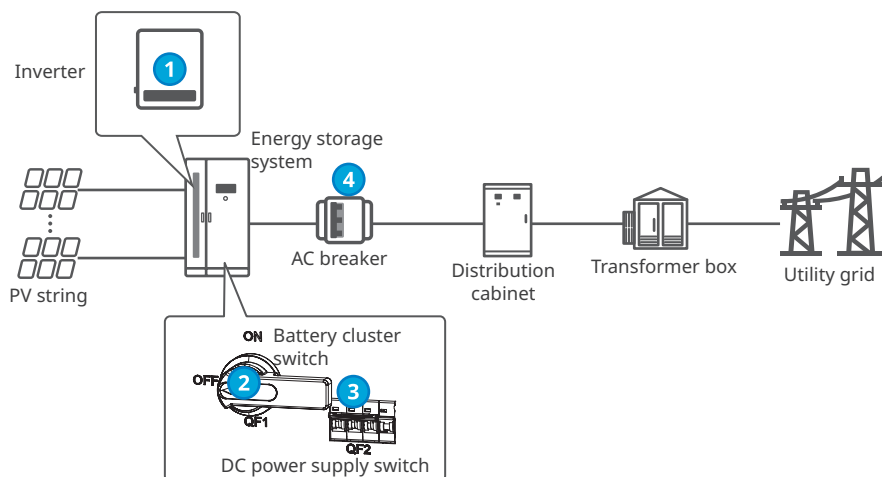 1
Inverter
Energy storage
system
4
AC breaker
PV string
Distribution
cabinet
Transformer box
Utility grid
ON
Battery cluster
switch
OFF
2
3
QF1
QF2
DC power supply switch